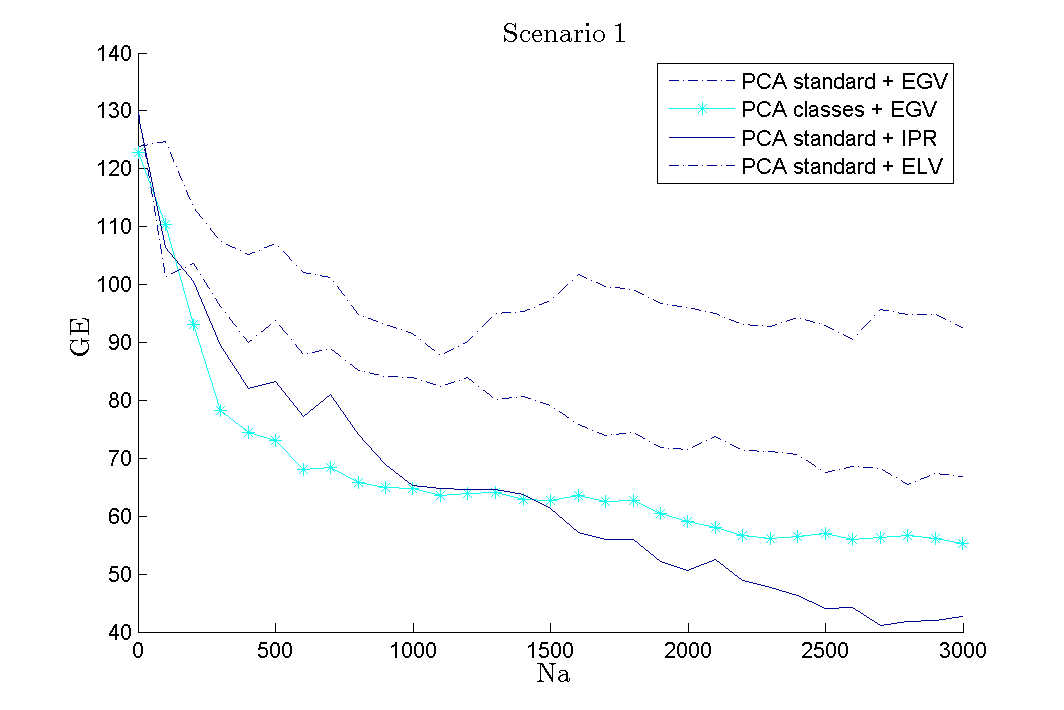 Scenario 1
140
130
120
110
100
90
80
70
60
50
40
GE
PCA standard + EGV
PCA classes + EGV
PCA standard + IPR
PCA standard + ELV
0 500 1000 1500 2000 2500 3000
Na